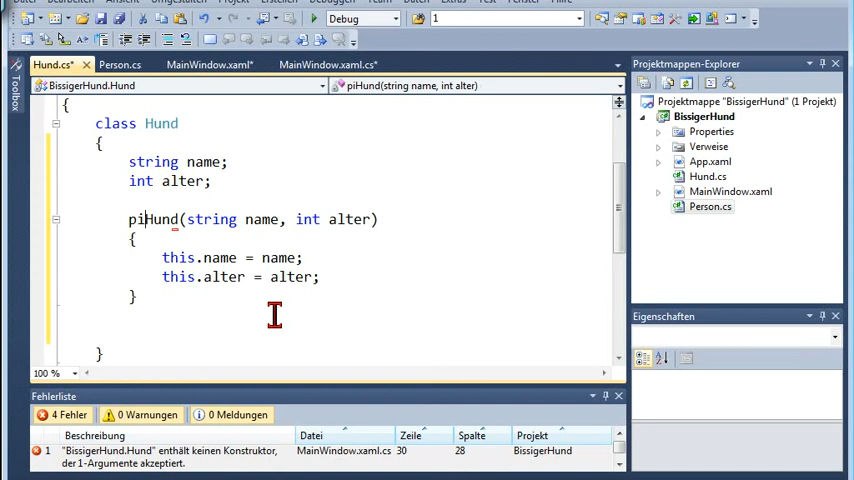 Debug
1
Hund.cs* Person.cs MainWindow.xaml* MainWindow.xaml.cs*
BissigerHund.Hund piHund(string name, int alter)
Toolbox
{
class Hund
{
string name;
int alter;
piHund(string name, int alter)
{
this.name = name;
this.alter = alter;
}
}
100 %
Projektmappen-Explorer
Projektmappe "BissigerHund" (1 Projekt)
BissigerHund
Properties
Verweise
App.xaml
Hund.cs
MainWindow.xaml
Person.cs
Eigenschaften
Fehlerliste
4 Fehler 0 Warnungen 0 Meldungen
Beschreibung Datei Zeile Spalte Projekt
1 "BissigerHund.Hund" enthält keinen Konstruktor, MainWindow.xaml.cs 30 28 BissigerHund
der 1-Argumente akzeptiert.